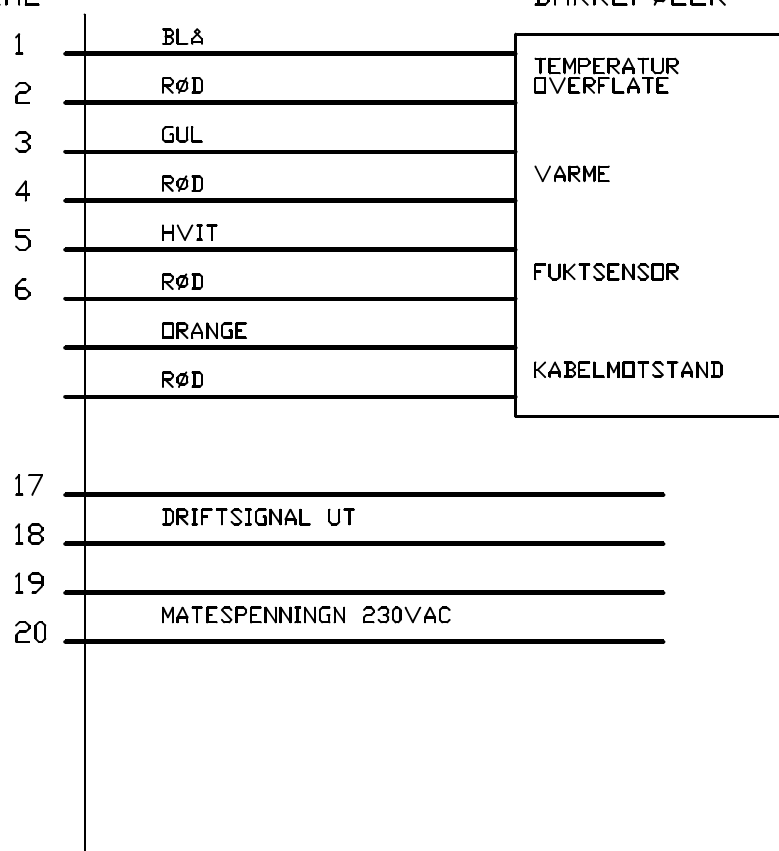 1 BLÅ
TEMPERATUR
OVERFLATE
2 RØD
3 GUL
4 RØD
VARME
5 HVIT
6 RØD
FUKTSENSOR
ORANGE
RØD
KABELMOTSTAND
17
DRIFTSIGNAL UT
18
19
MATESPENNINGN 230VAC
20